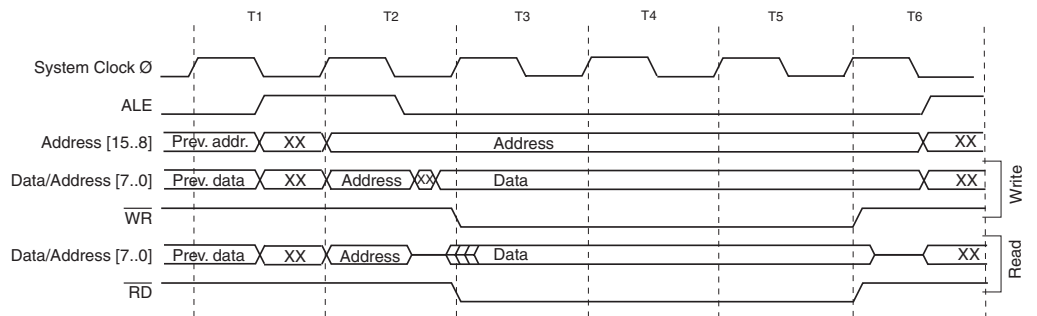 T1 T2 T3 T4 T5 T6
System Clock Ø
ALE
Address [15..8] Prev. addr. XX Address XX
Data/Address [7..0] Prev. data XX Address XX Data XX
WR
Write
Data/Address [7..0] Prev. data XX Address Data XX
RD
Read